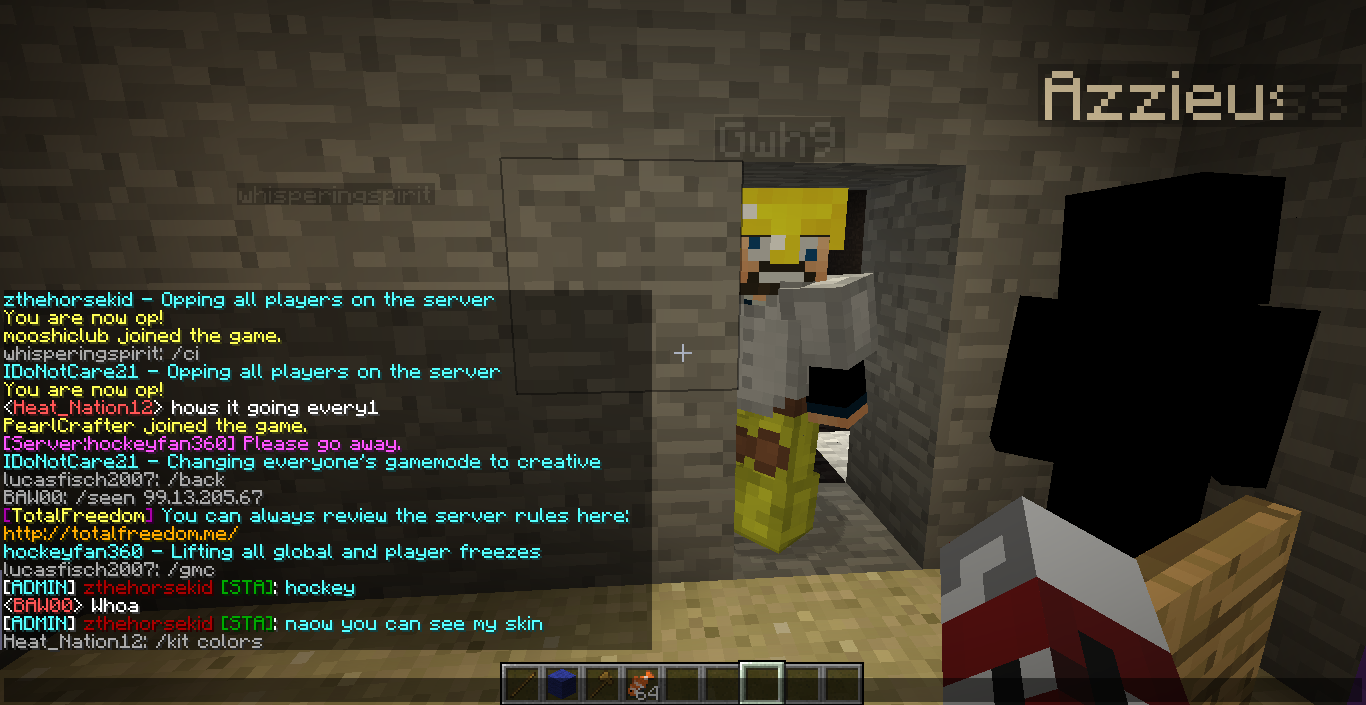 Azzieuss
Gwh9
whisperingspirit
zthehorsekid - Opping all players on the server
You are now op!
mooshiclub joined the game.
whisperingspirit: /ci
IDoNotCare21 - Opping all players on the server
You are now op!
<Heat_Nation12> hows it going every1
PearlCrafter joined the game.
[Server:hockeyfan360] Please go away.
IDoNotCare21 - Changing everyone's gamemode to creative
lucasfisch2007: /back
BAW00: /seen 99.13.205.67
[TotalFreedom] You can always review the server rules here:
http://totalfreedom.me/
hockeyfan360 - Lifting all global and player freezes
lucasfisch2007: /gmc
[ADMIN] zthehorsekid [STA]: hockey
<BAW00> Whoa
[ADMIN] zthehorsekid [STA]: naow you can see my skin
Heat_Nation12: /kit colors
64